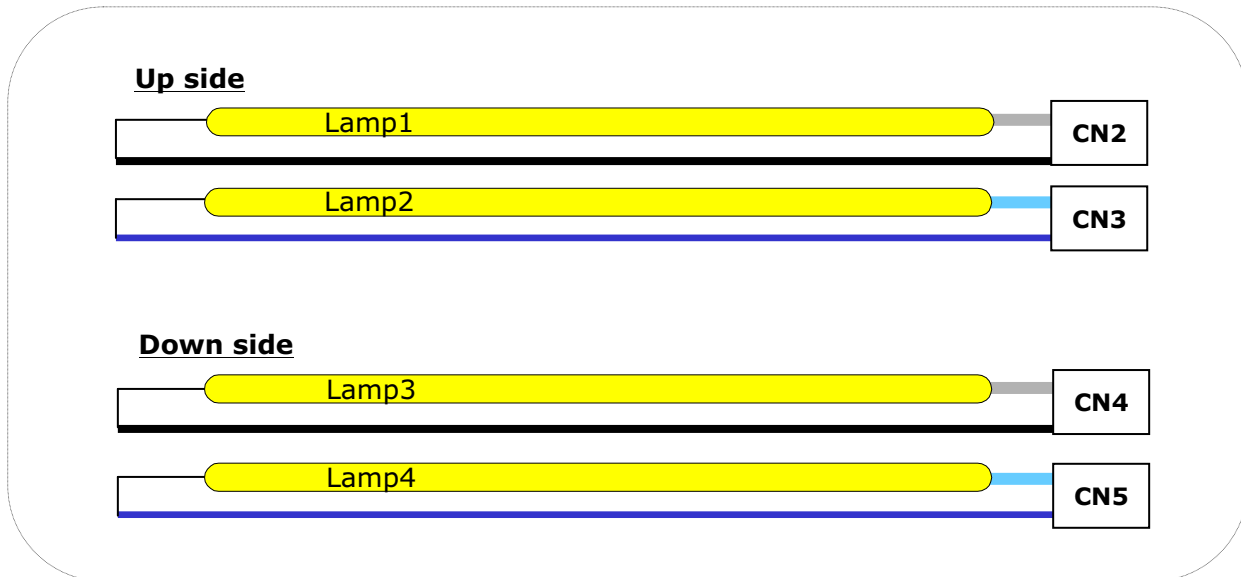 Up side
Lamp1
CN2
Lamp2
CN3
Down side
Lamp3
CN4
Lamp4
CN5